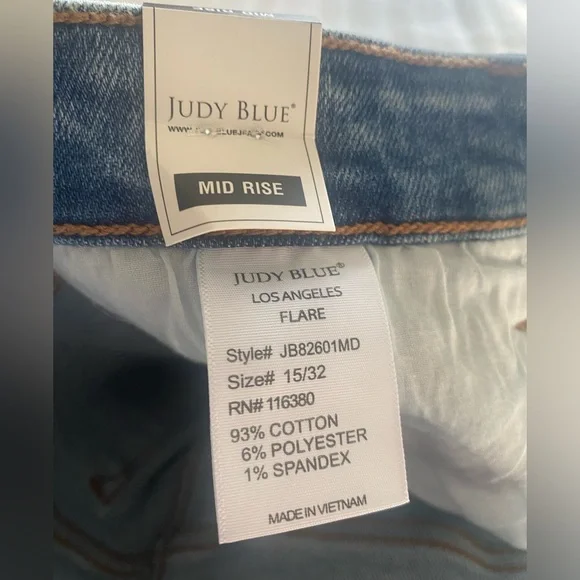 JUDY BLUE®
MID RISE
JUDY BLUE®
LOS ANGELES
FLARE
Style# JB82601MD
Size# 15/32
RN# 116380
93% COTTON
6% POLYESTER
1% SPANDEX
MADE IN VIETNAM